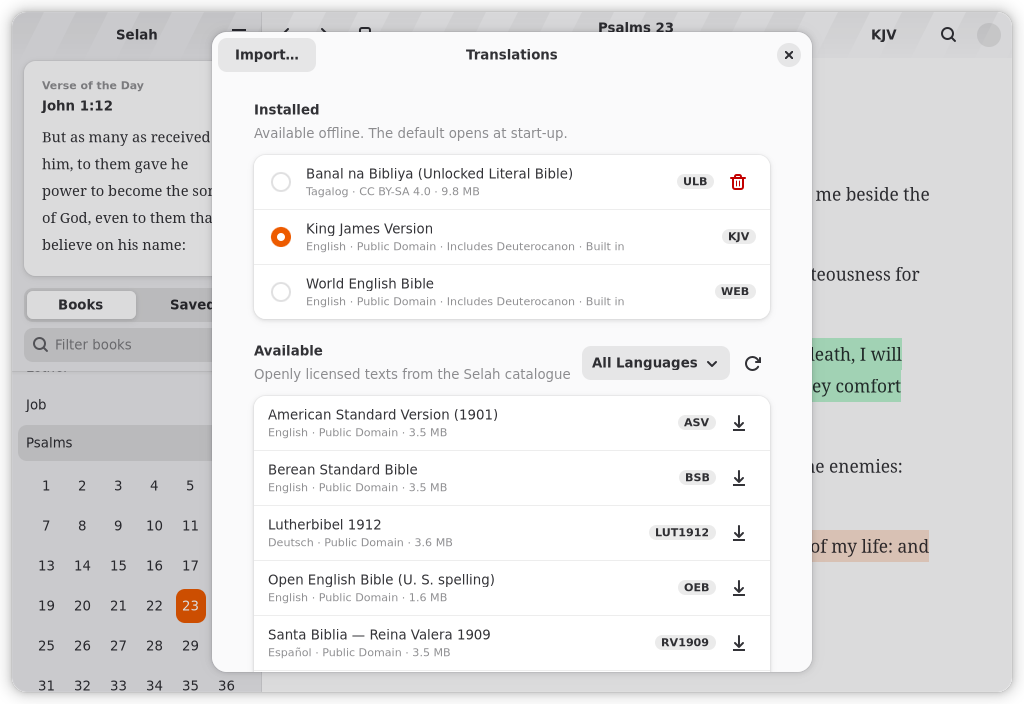 Selah
Psalms 23
KJV
Verse of the Day
John 1:12
But as many as received
him, to them gave he
power to become the
of God, even to them
believe on his name:
Books
Filter books
Job
Psalms
1 2 3 4 5
7 8 9 10 11
13 14 15 16 17
19 20 21 22 23
25 26 27 28 29
31 32 33 34 35 36
Import...
Translations
Installed
Available offline. The default opens at start-up.
Banal na Bibliya (Unlocked Literal Bible)
Tagalog · CC BY-SA 4.0 · 9.8 MB
ULB
King James Version
English · Public Domain · Includes Deuterocanon · Built in
KJV
World English Bible
English · Public Domain · Includes Deuterocanon · Built in
WEB
Available
Openly licensed texts from the Selah catalogue
All Languages
American Standard Version (1901)
English · Public Domain · 3.5 MB
ASV
Berean Standard Bible
English · Public Domain · 3.5 MB
BSB
Lutherbibel 1912
Deutsch · Public Domain · 3.6 MB
LUT1912
Open English Bible (U. S. spelling)
English · Public Domain · 1.6 MB
OEB
Santa Biblia — Reina Valera 1909
Español · Public Domain · 3.5 MB
RV1909
me beside the
for
I will
comfort
enemies:
of my life: and